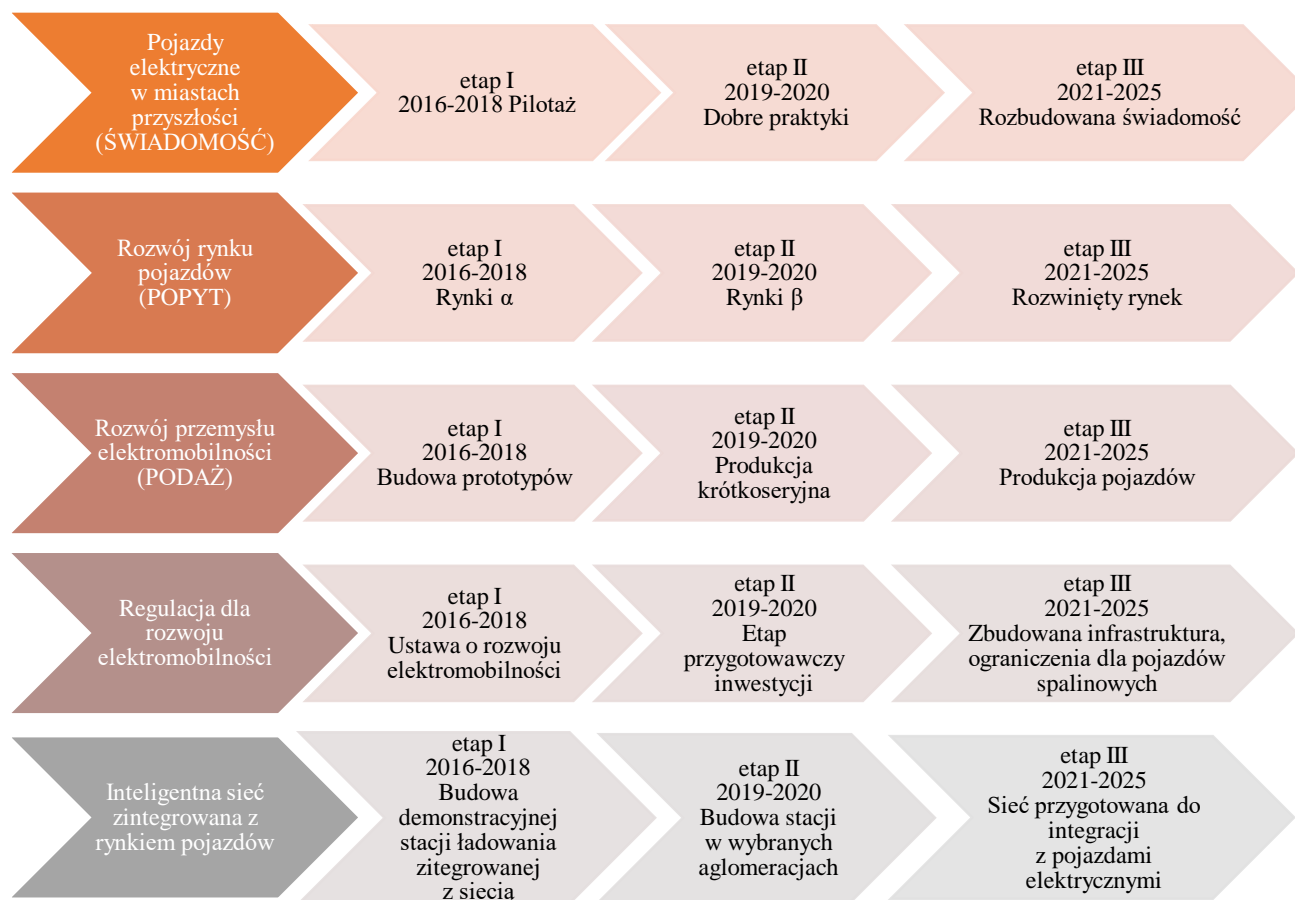 Pojazdy
elektryczne
w miastach
przyszłości
(ŚWIADOMOŚĆ)
etap I
2016-2018 Pilotaż
etap II
2019-2020
Dobre praktyki
etap III
2021-2025
Rozbudowana świadomość
Rozwój rynku
pojazdów
(POPYT)
etap I
2016-2018
Rynki α
etap II
2019-2020
Rynki β
etap III
2021-2025
Rozwinięty rynek
Rozwój przemysłu
elektromobilności
(PODAŻ)
etap I
2016-2018
Budowa prototypów
etap II
2019-2020
Produkcja
krótkoseryjna
etap III
2021-2025
Produkcja pojazdów
Regulacja dla
rozwoju
elektromobilności
etap I
2016-2018
Ustawa o rozwoju
elektromobilności
etap II
2019-2020
Etap
przygotowawczy
inwestycji
etap III
2021-2025
Zbudowana infrastruktura,
ograniczenia dla pojazdów
spalinowych
Inteligentna sieć
zintegrowana z
rynkiem pojazdów
etap I
2016-2018
Budowa
demonstracyjnej
stacji ładowania
zitegrowanej
z siecią
etap II
2019-2020
Budowa stacji
w wybranych
aglomeracjach
etap III
2021-2025
Sieć przygotowana do
integracji
z pojazdami
elektrycznymi